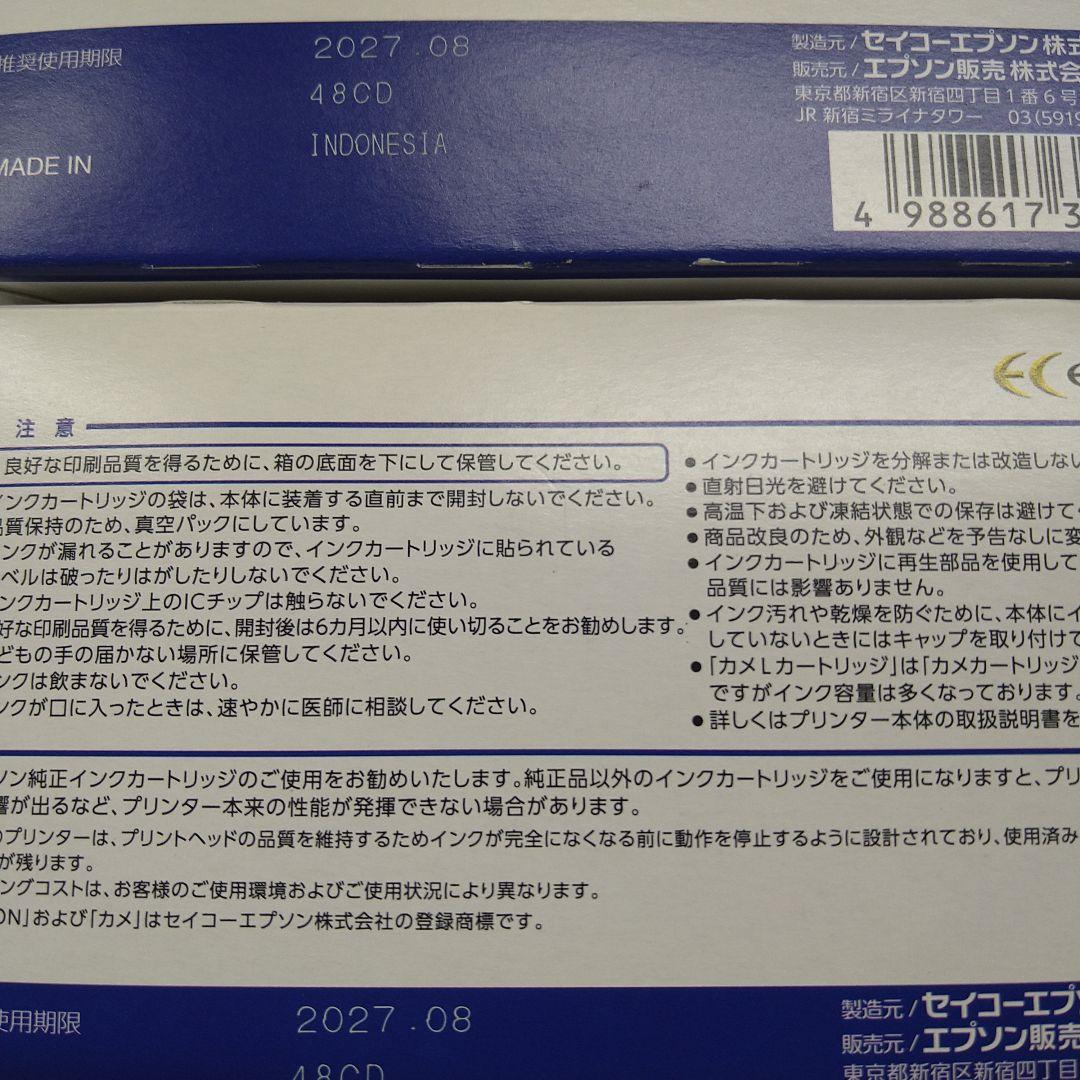 推奨使用期限
2027.08
48CD
MADE IN
INDONESIA
製造元/セイコーエプソン株式
販売元/エプソン販売株式会
東京都新宿区新宿四丁目1番6号
JR新宿ミライナタワー 03(5919
4 988617 3
注意
良好な印刷品質を得るために、箱の底面を下にして保管してください。
インクカートリッジの袋は、本体に装着する直前まで開封しないでください。
品質保持のため、真空パックにしています。
ンクが漏れることがありますので、インクカートリッジに貼られている
ベルは破ったりはがしたりしないでください。
ンクカートリッジ上のICチップは触らないでください。
好な印刷品質を得るために、開封後は6カ月以内に使い切ることをお勧めします。
どもの手の届かない場所に保管してください。
ンクは飲まないでください。
ンクが口に入ったときは、速やかに医師に相談してください。
●インクカートリッジを分解または改造しない
●直射日光を避けてください。
●高温下および凍結状態での保存は避けて
●商品改良のため、外観などを予告なしに変
●インクカートリッジに再生部品を使用して
品質には影響ありません。
●インク汚れや乾燥を防ぐために、本体にイ
していないときにはキャップを取り付けて
●「カメLカートリッジ」は「カメカートリッジ
ですがインク容量は多くなっております。
●詳しくはプリンター本体の取扱説明書を
ソン純正インクカートリッジのご使用をお勧めいたします。純正品以外のインクカートリッジをご使用になりますと、プリ
響が出るなど、プリンター本来の性能が発揮できない場合があります。
のプリンターは、プリントヘッドの品質を維持するためインクが完全になくなる前に動作を停止するように設計されており、使用済み
が残ります。
ングコストは、お客様のご使用環境およびご使用状況により異なります。
ON」および「カメ」はセイコーエプソン株式会社の登録商標です。
使用期限
2027.08
48CD
製造元/セイコーエプ
販売元/エプソン販売
東京都新宿区新宿四丁目